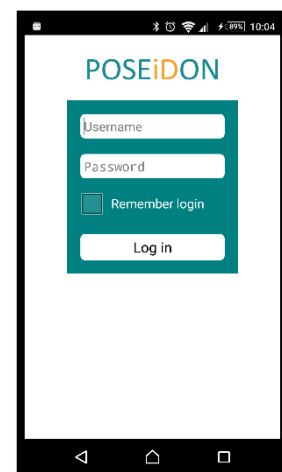 89% 10:04
POSEiDON
Username
Password
Remember login
Log in